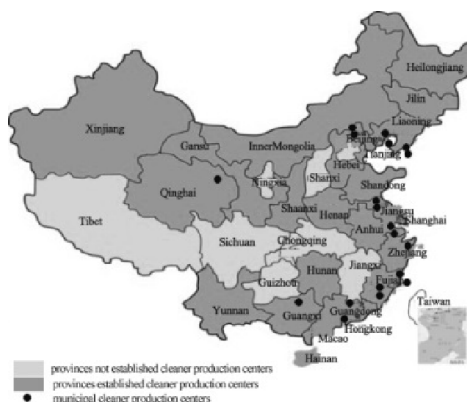 Heilongjiang
Jilin
Liaoning
Xinjiang
Gansu
InnerMongolia
Beijing
Tianjing
Hebei
Shanxi
Ningxia
Qinghai
Shandong
Shaanxi
Henan
Jiangsu
Shanghai
Anhui
Tibet
Sichuan
Chongqing
Zhejiang
Hunan
Jiangxi
Guizhou
Fujian
Yunnan
Guangxi
Guangdong
Taiwan
Hongkong
Macao
Hainan
provinces not established cleaner production centers
provinces established cleaner production centers
municipal cleaner production centers